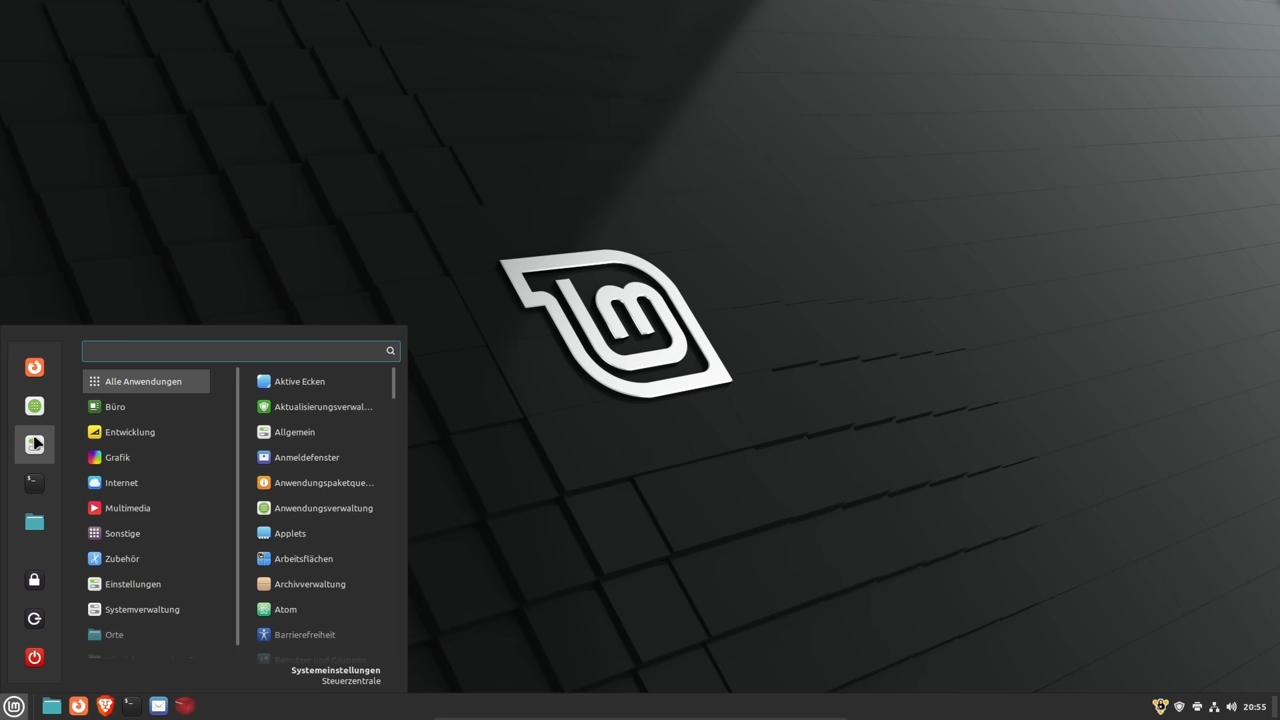 Alle Anwendungen
Büro
Entwicklung
Grafik
Internet
Multimedia
Sonstige
Zubehör
Einstellungen
Systemverwaltung
Orte
Aktive Ecken
Aktualisierungsverwal...
Allgemein
Anmeldefenster
Anwendungspaketque...
Anwendungsverwaltung
Applets
Arbeitsflächen
Archivverwaltung
Atom
Barrierefreiheit
Systemeinstellungen
Steuerzentrale
20:55